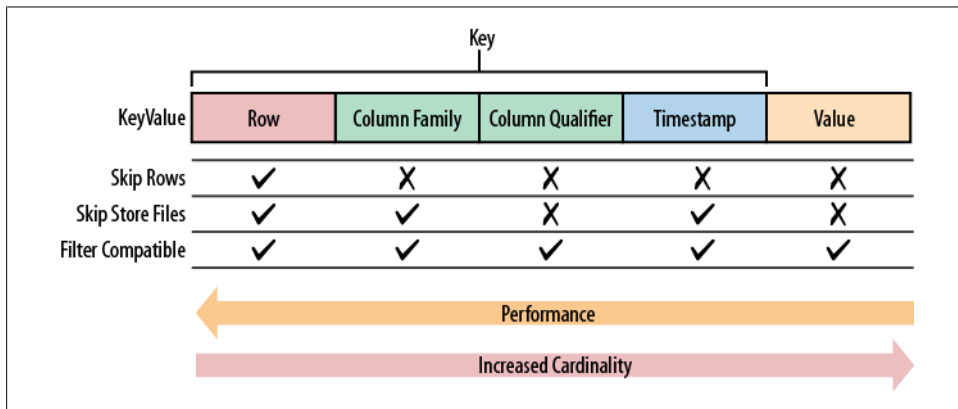 Key
KeyValue Row Column Family Column Qualifier Timestamp Value
Skip Rows ✓ ✗ ✗ ✗ ✗
Skip Store Files ✓ ✓ ✗ ✓ ✗
Filter Compatible ✓ ✓ ✓ ✓ ✓
Performance
Increased Cardinality